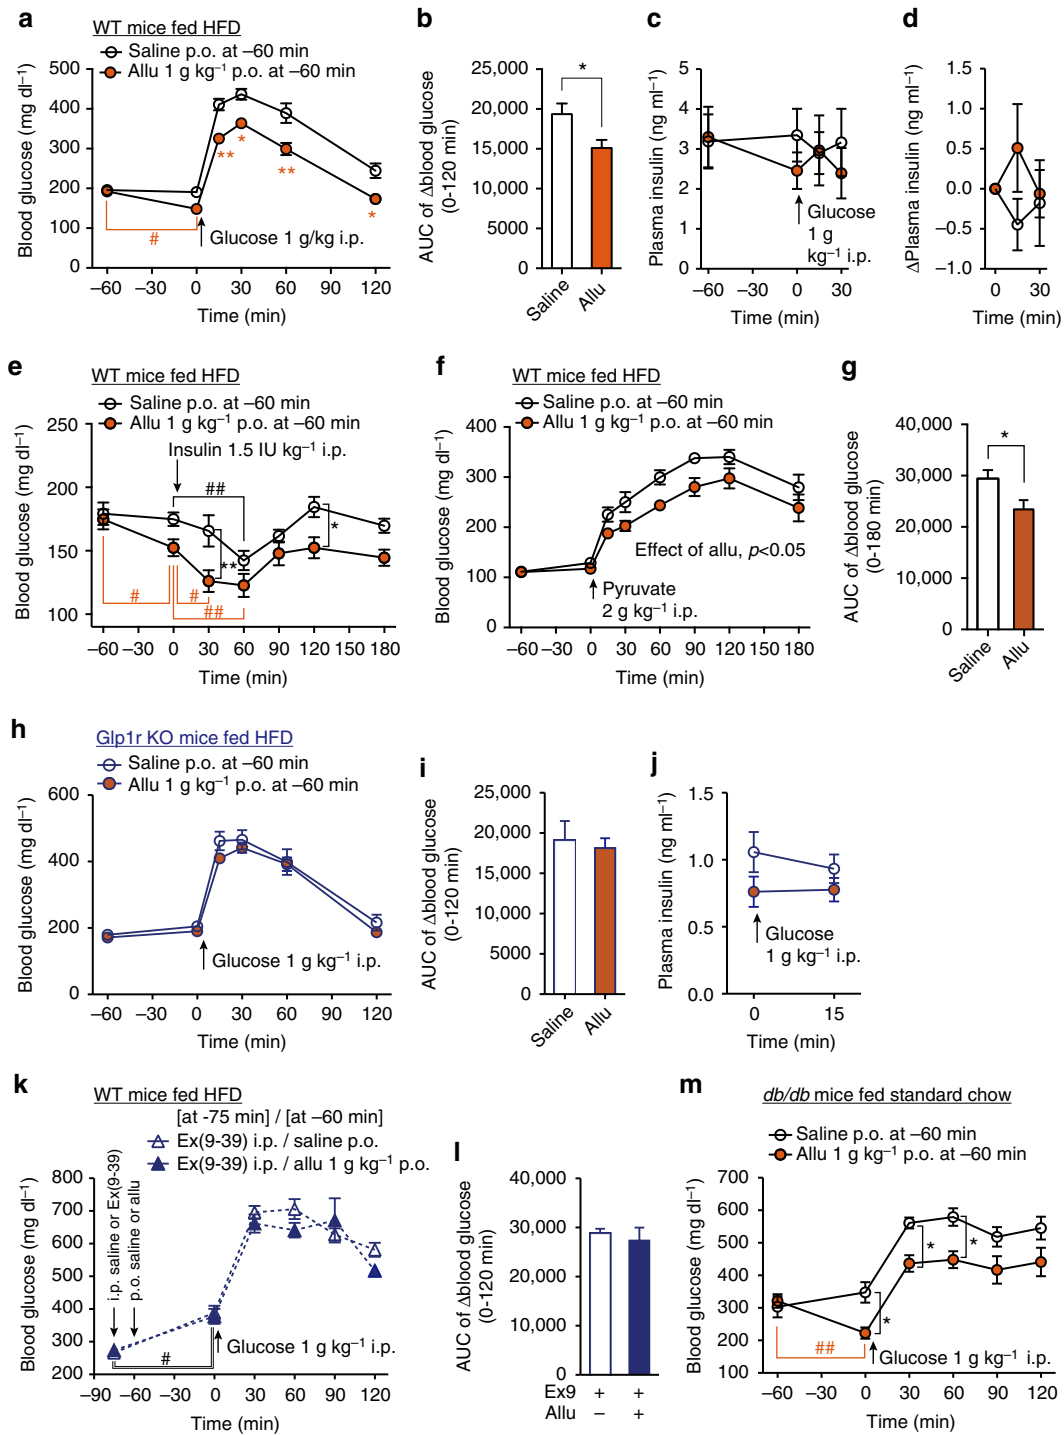 a
WT mice fed HFD
Saline p.o. at –60 min
Allu 1 g kg⁻¹ p.o. at –60 min
Blood glucose (mg dl⁻¹)
500
400
300
200
100
0
**
*
**
*
#
Glucose 1 g/kg i.p.
–60 –30 0 30 60 90 120
Time (min)
b
AUC of Δblood glucose
(0-120 min)
25,000
20,000
15,000
10,000
5,000
0
*
Saline
Allu
c
Plasma insulin (ng ml⁻¹)
5
4
3
2
1
0
Glucose
1 g
kg⁻¹ i.p.
–60 –30 0 30
Time (min)
d
ΔPlasma insulin (ng ml⁻¹)
1.5
1.0
0.5
0.0
–0.5
–1.0
0 30
Time (min)
e
WT mice fed HFD
Saline p.o. at –60 min
Allu 1 g kg⁻¹ p.o. at –60 min
Insulin 1.5 IU kg⁻¹ i.p.
Blood glucose (mg dl⁻¹)
250
200
150
100
##
**
*
#
#
##
–60 –30 0 30 60 90 120 150 180
Time (min)
f
WT mice fed HFD
Saline p.o. at –60 min
Allu 1 g kg⁻¹ p.o. at –60 min
Blood glucose (mg dl⁻¹)
400
300
200
100
0
Effect of allu, p<0.05
Pyruvate
2 g kg⁻¹ i.p.
–60 –30 0 30 60 90 120 150 180
Time (min)
g
AUC of Δblood glucose
(0-180 min)
40,000
30,000
20,000
10,000
0
*
Saline
Allu
h
Glp1r KO mice fed HFD
Saline p.o. at –60 min
Allu 1 g kg⁻¹ p.o. at –60 min
Blood glucose (mg dl⁻¹)
600
400
200
0
Glucose 1 g kg⁻¹ i.p.
–60 –30 0 30 60 90 120
Time (min)
i
AUC of Δblood glucose
(0-120 min)
25,000
20,000
15,000
10,000
5000
0
Saline
Allu
j
Plasma insulin (ng ml⁻¹)
1.5
1.0
0.5
0.0
Glucose
1 g kg⁻¹ i.p.
0 15
Time (min)
k
WT mice fed HFD
[at -75 min] / [at –60 min]
Ex(9-39) i.p. / saline p.o.
Ex(9-39) i.p. / allu 1 g kg⁻¹ p.o.
Blood glucose (mg dl⁻¹)
800
700
600
500
400
300
200
i.p. saline or Ex(9-39)
p.o. saline or allu
#
Glucose 1 g kg⁻¹ i.p.
–90 –60 –30 0 30 60 90 120
Time (min)
l
AUC of Δblood glucose
(0-120 min)
40,000
30,000
20,000
10,000
0
Ex9 + +
Allu – +
m
db/db mice fed standard chow
Saline p.o. at –60 min
Allu 1 g kg⁻¹ p.o. at –60 min
Blood glucose (mg dl⁻¹)
700
600
500
400
300
200
100
*
*
*
##
Glucose 1 g kg⁻¹ i.p.
–60 –30 0 30 60 90 120
Time (min)